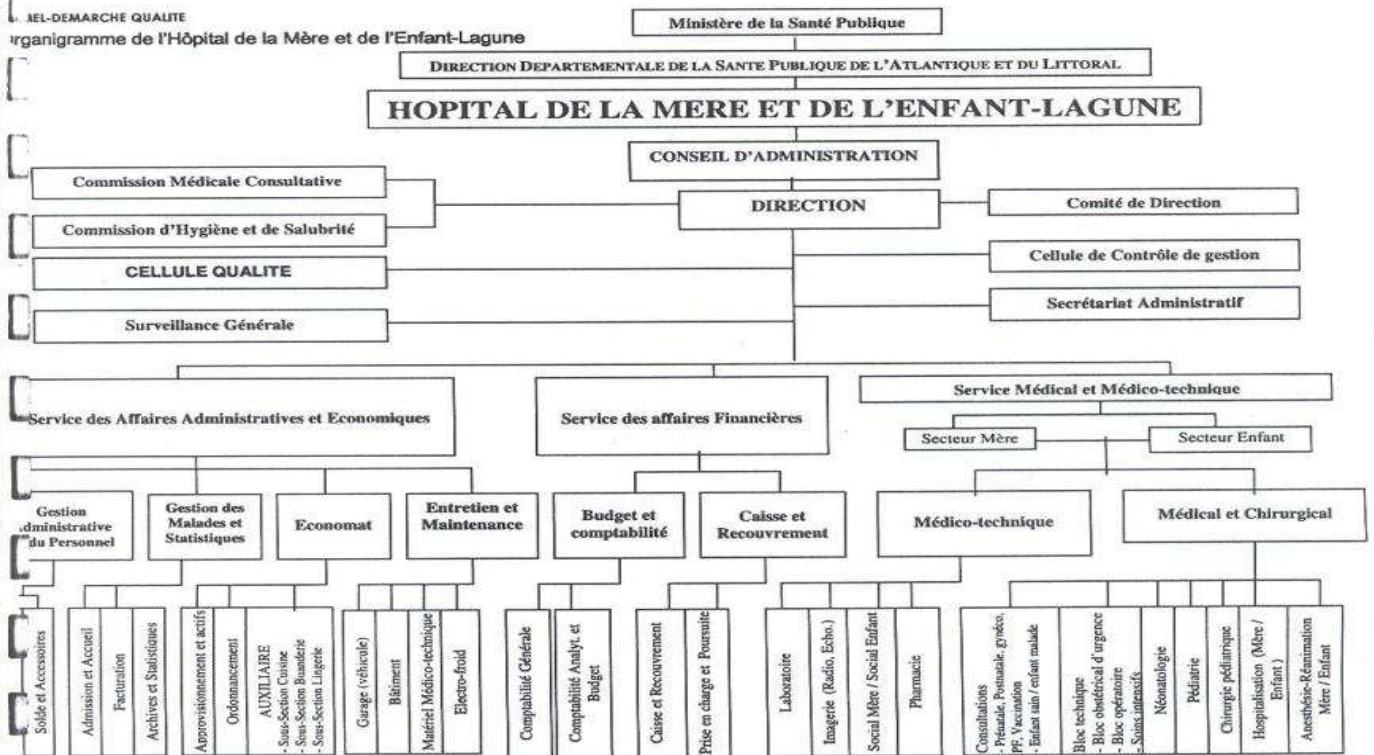 EL-DEMARCHE QUALITE
rganigramme de l'Hôpital de la Mère et de l'Enfant-Lagune
Ministère de la Santé Publique
DIRECTION DEPARTEMENTALE DE LA SANTE PUBLIQUE DE L'ATLANTIQUE ET DU LITTORAL
HOPITAL DE LA MERE ET DE L'ENFANT-LAGUNE
CONSEIL D'ADMINISTRATION
Commission Médicale Consultative
DIRECTION
Comité de Direction
Commission d'Hygiène et de Salubrité
Cellule de Contrôle de gestion
CELLULE QUALITE
Secrétariat Administratif
Surveillance Générale
Service des Affaires Administratives et Economiques
Service des affaires Financières
Service Médical et Médico-technique
Secteur Mère
Secteur Enfant
Gestion
dministrative
du Personnel
Gestion des
Malades et
Statistiques
Economat
Entretien et
Maintenance
Budget et
comptabilité
Caisse et
Recouvrement
Médico-technique
Médical et Chirurgical
Solde et Accessoires
Admission et Accueil
Facturation
Archives et Statistiques
Approvisionnement et actifs
Ordonnancement
AUXILIAIRE
- Sous-Section Cuisine
- Sous-Section Buanderie
- Sous-Section Lingerie
Garage (véhicule)
Bâtiment
Matériel Médico-technique
Electro-froid
Comptabilité Générale
Comptabilité Analyt. et
Budget
Caisse et Recouvrement
Prise en charge et Poursuite
Laboratoire
Imagerie (Radio, Echo.)
Social Mère / Social Enfant
Pharmacie
Consultations
- Prénatale, Postnatale, gynéco,
PF, Vaccination
- Enfant sain / enfant malade
Bloc technique
- Bloc obstétrical d'urgence
- Bloc opératoire
- Soins intensifs
Néonatologie
Pédiatrie
Chirurgie pédiatrique
Hospitalisation (Mère /
Enfant )
Anesthésie-Réanimation
Mère / Enfant